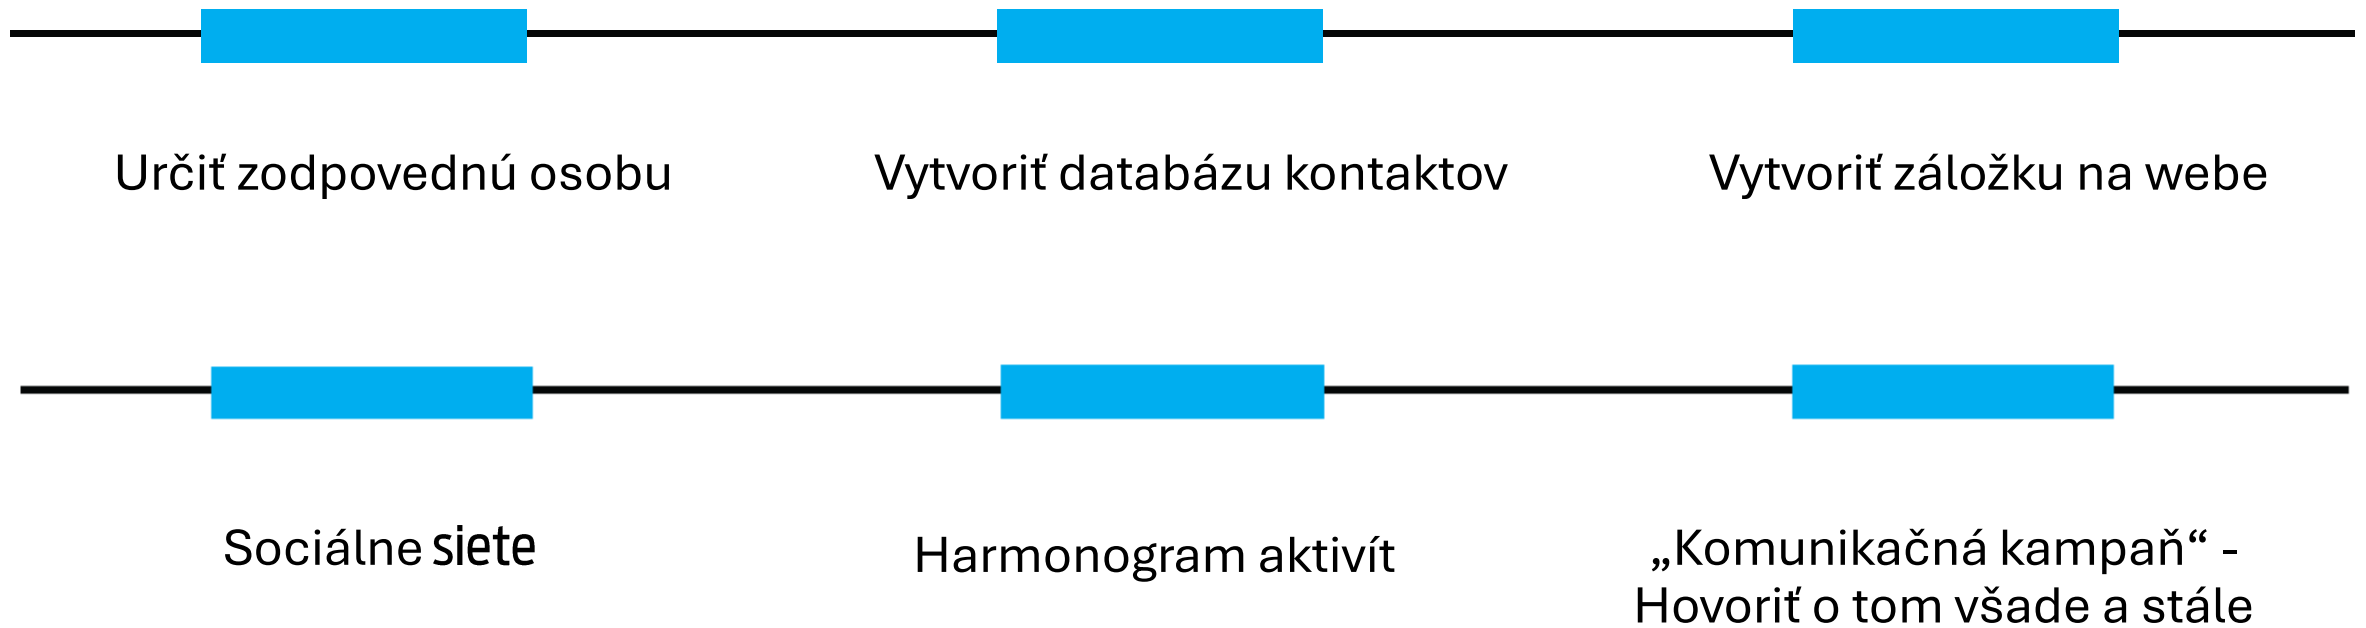 Určiť zodpovednú osobu
Vytvoriť databázu kontaktov
Vytvoriť záložku na webe
Sociálne siete
Harmonogram aktivít
„Komunikačná kampaň“ -
Hovoriť o tom všade a stále